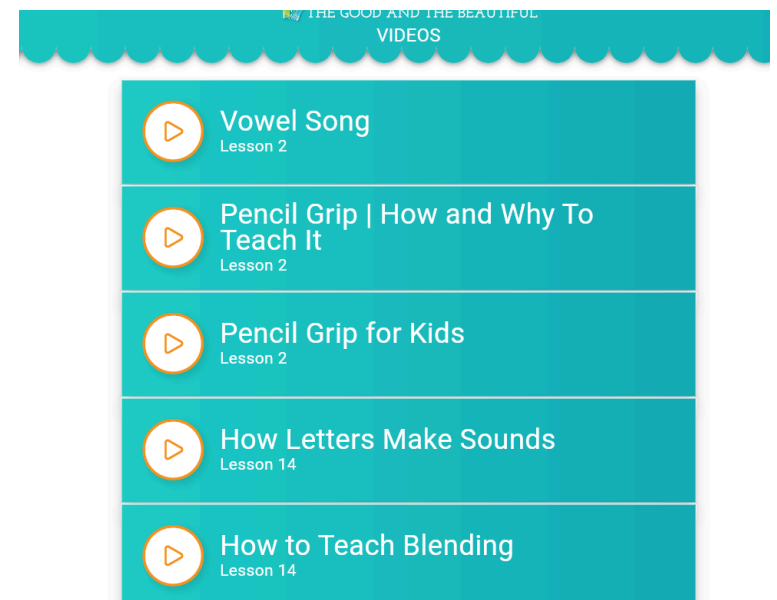 THE GOOD AND THE BEAUTIFUL
VIDEOS
Vowel Song
Lesson 2
Pencil Grip | How and Why To
Teach It
Lesson 2
Pencil Grip for Kids
Lesson 2
How Letters Make Sounds
Lesson 14
How to Teach Blending
Lesson 14